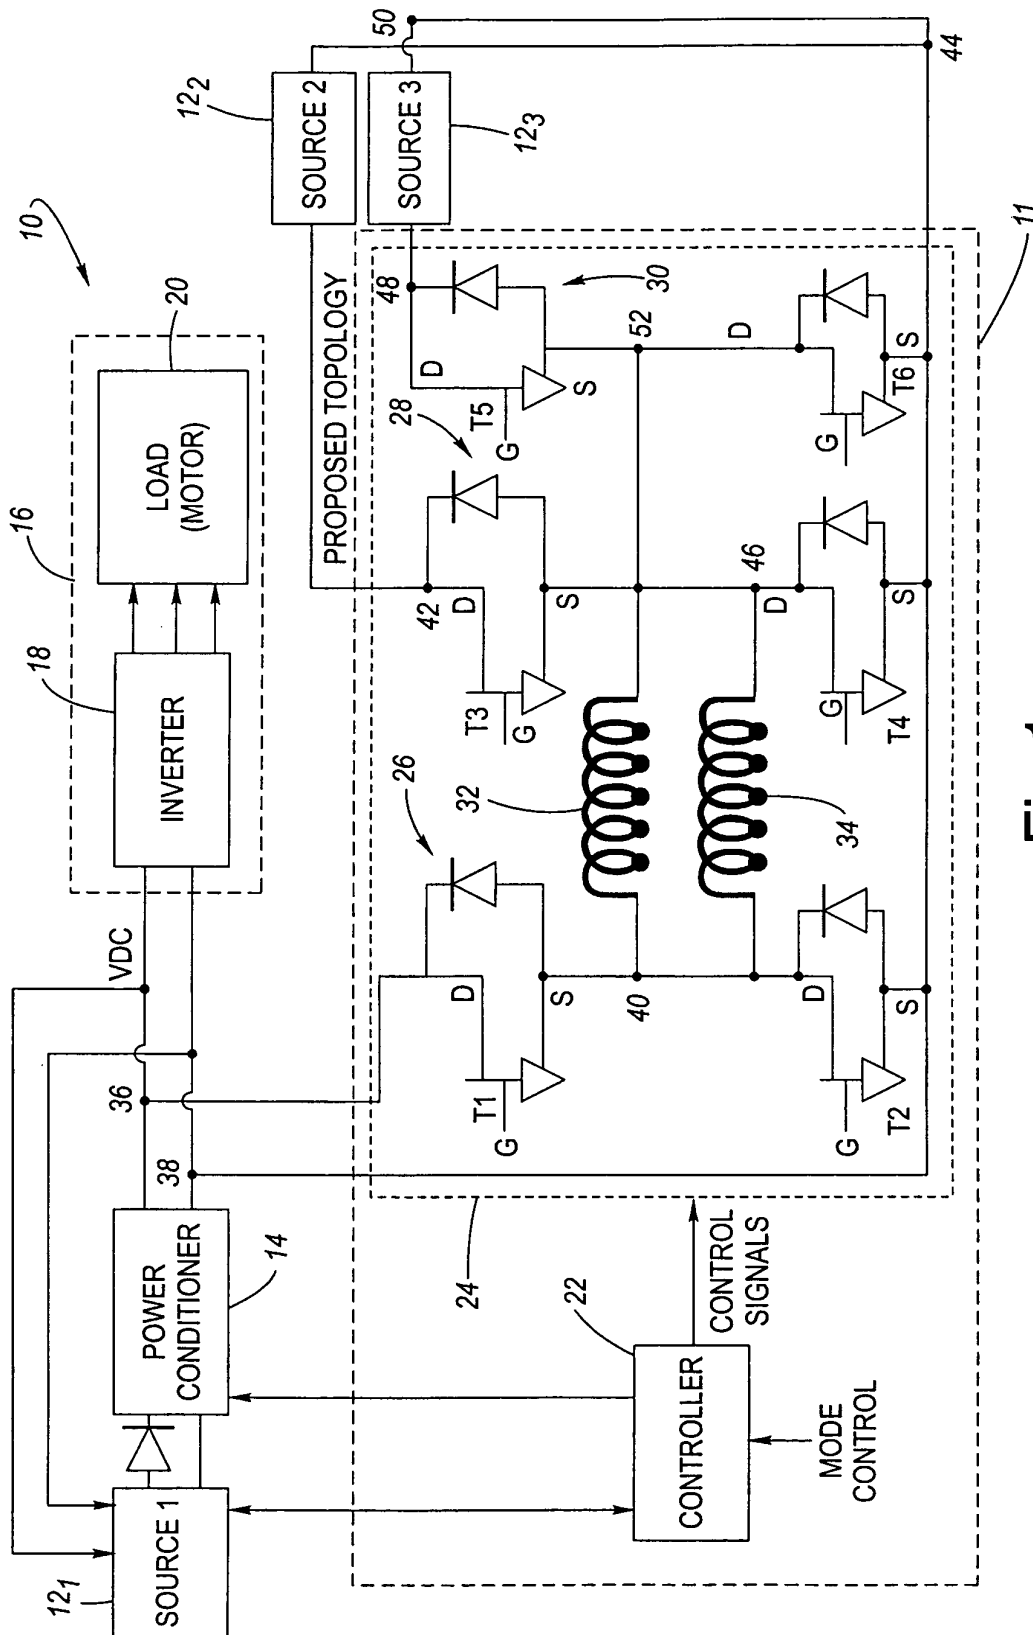 10
16
20
LOAD
(MOTOR)
18
INVERTER
VDC
36
38
POWER
CONDITIONER
14
SOURCE 1
12₁
12₂
SOURCE 2
50
SOURCE 3
12₃
44
PROPOSED TOPOLOGY
11
24
26
D
T1
G
S
28
42
D
T3
G
S
30
48
D
T5
G
S
52
32
34
40
46
D
G
T2
S
D
G
T4
S
D
G
T6
S
22
CONTROLLER
CONTROL
SIGNALS
MODE
CONTROL